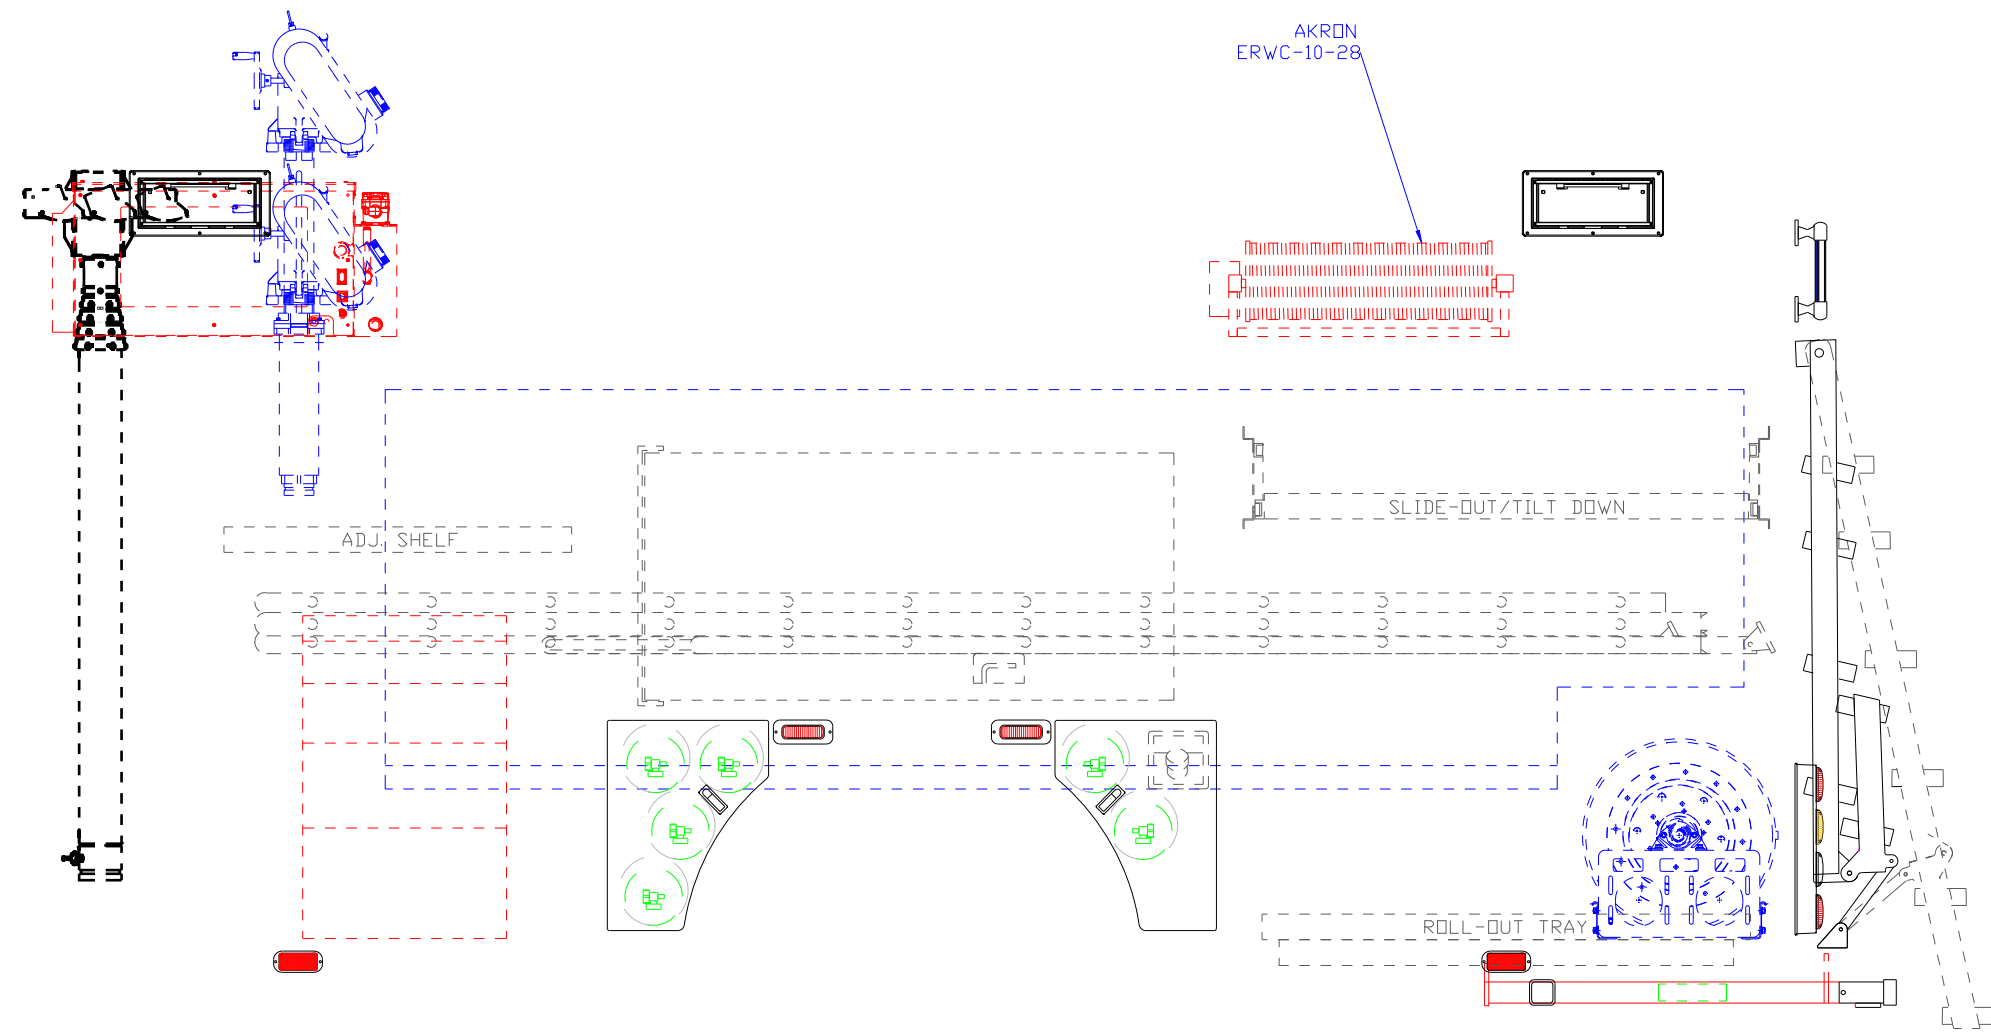 AKRON
ERWC-10-28
SLIDE-OUT/TILT DOWN
ADJ. SHELF
ROLL-OUT TRAY